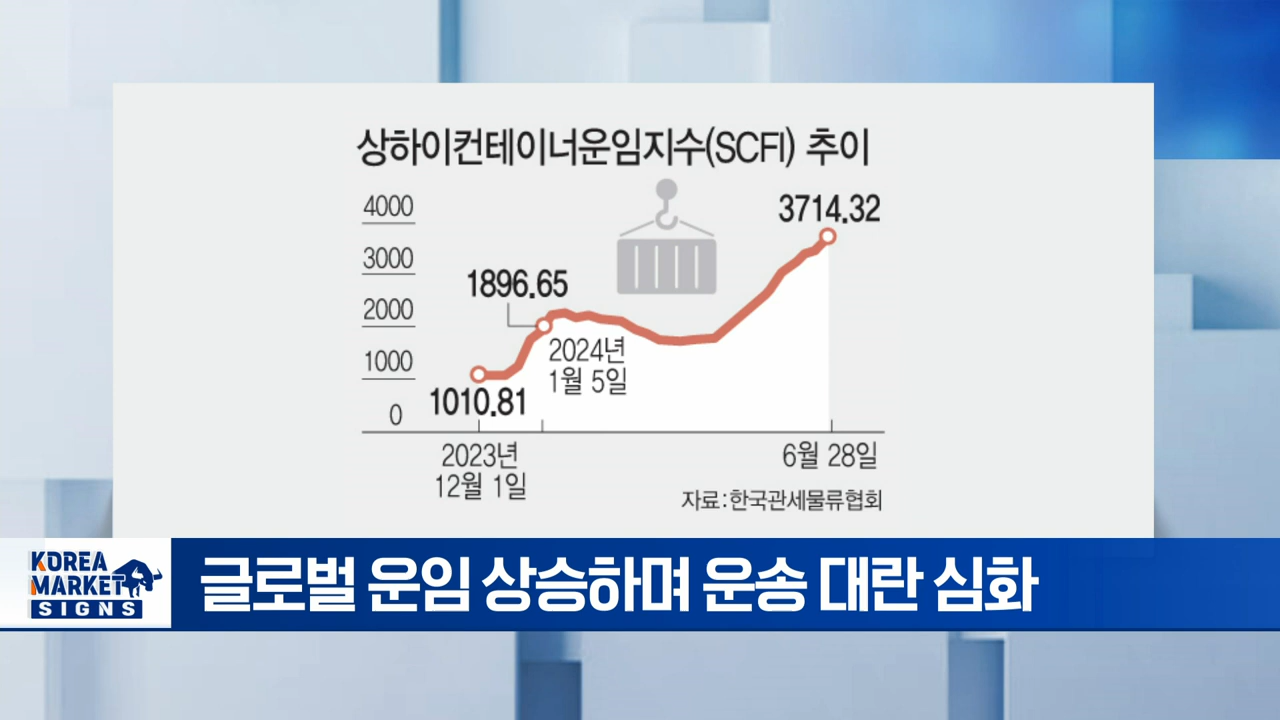 상하이컨테이너운임지수(SCFI) 추이
4000
3000
2000
1000
0
3714.32
1896.65
2024년
1월 5일
1010.81
2023년
12월 1일
6월 28일
자료:한국관세물류협회
KOREA
MARKET
SIGNS
글로벌 운임 상승하며 운송 대란 심화